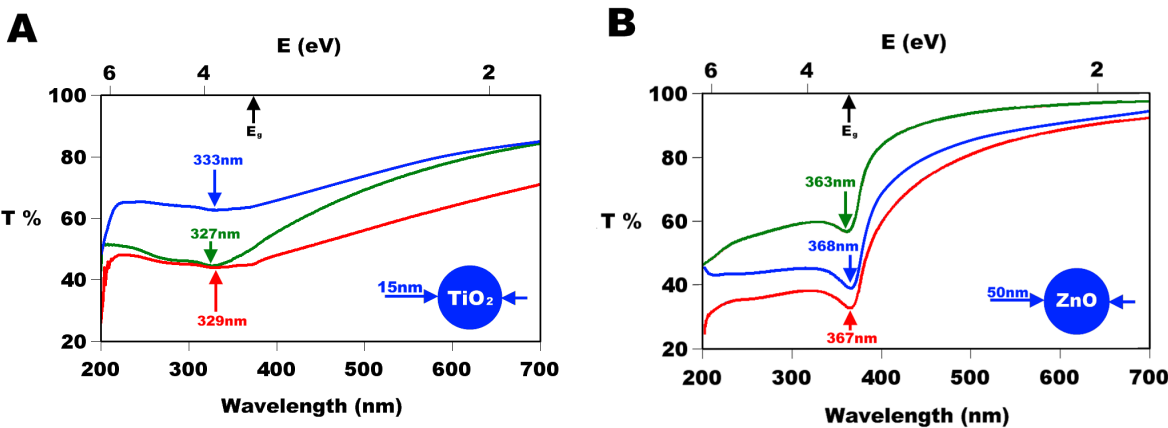 A
E (eV)
6
4
2
100
80
60
40
20
T %
E₉
333nm
327nm
329nm
15nm
TiO₂
200
300
400
500
600
700
Wavelength (nm)
B
E (eV)
6
4
2
100
80
60
40
20
T %
E₉
363nm
368nm
367nm
50nm
ZnO
200
300
400
500
600
700
Wavelength (nm)